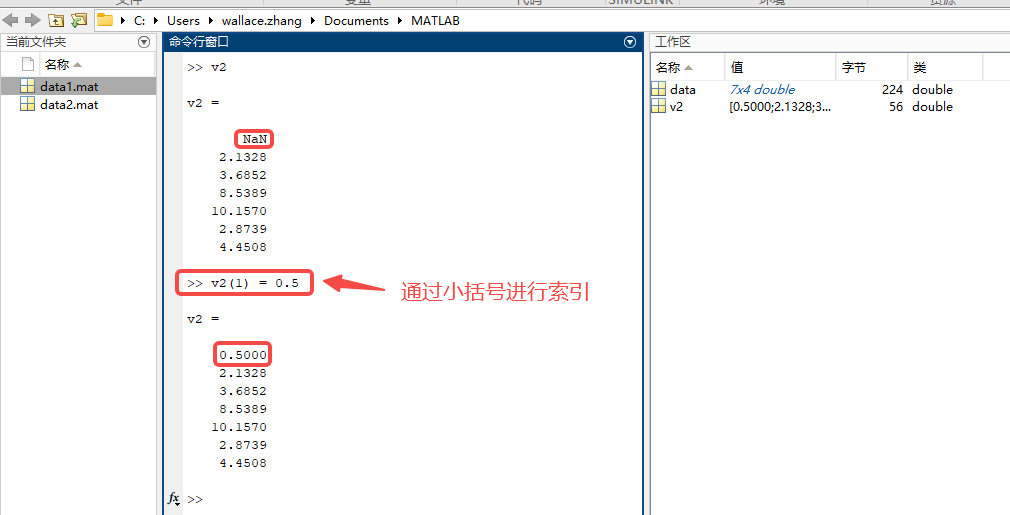 SIMULINK
C: Users wallace.zhang Documents MATLAB
当前文件夹
名称
data1.mat
data2.mat
命令行窗口
>> v2
v2 =
NaN
2.1328
3.6852
8.5389
10.1570
2.8739
4.4508
>> v2(1) = 0.5
通过小括号进行索引
v2 =
0.5000
2.1328
3.6852
8.5389
10.1570
2.8739
4.4508
fx >>
工作区
名称 值 字节 类
data 7x4 double 224 double
v2 [0.5000;2.1328;3... 56 double